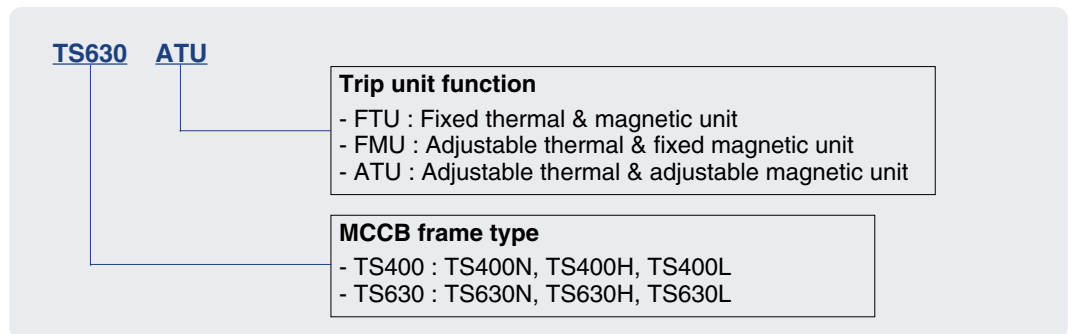 TS630 ATU
Trip unit function
- FTU : Fixed thermal & magnetic unit
- FMU : Adjustable thermal & fixed magnetic unit
- ATU : Adjustable thermal & adjustable magnetic unit
MCCB frame type
- TS400 : TS400N, TS400H, TS400L
- TS630 : TS630N, TS630H, TS630L